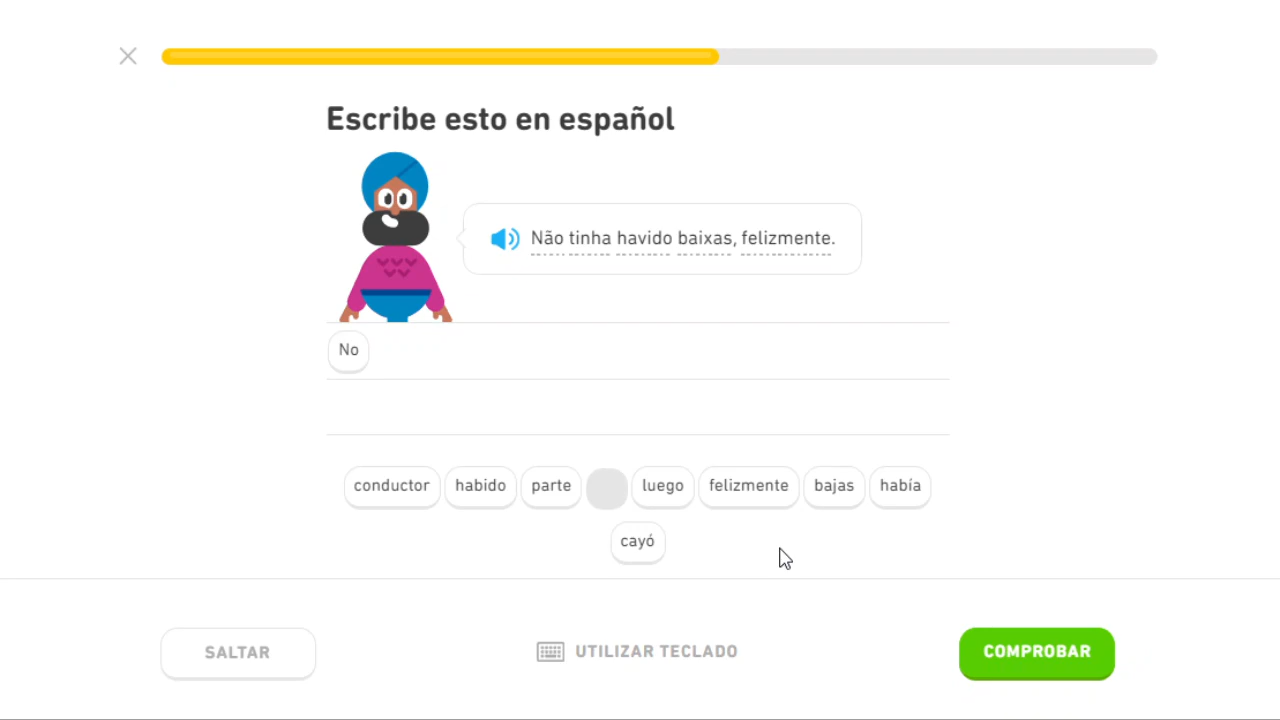 Escribe esto en español
Não tinha havido baixas, felizmente.
No
conductor habido parte luego felizmente bajas había
cayó
SALTAR UTILIZAR TECLADO COMPROBAR